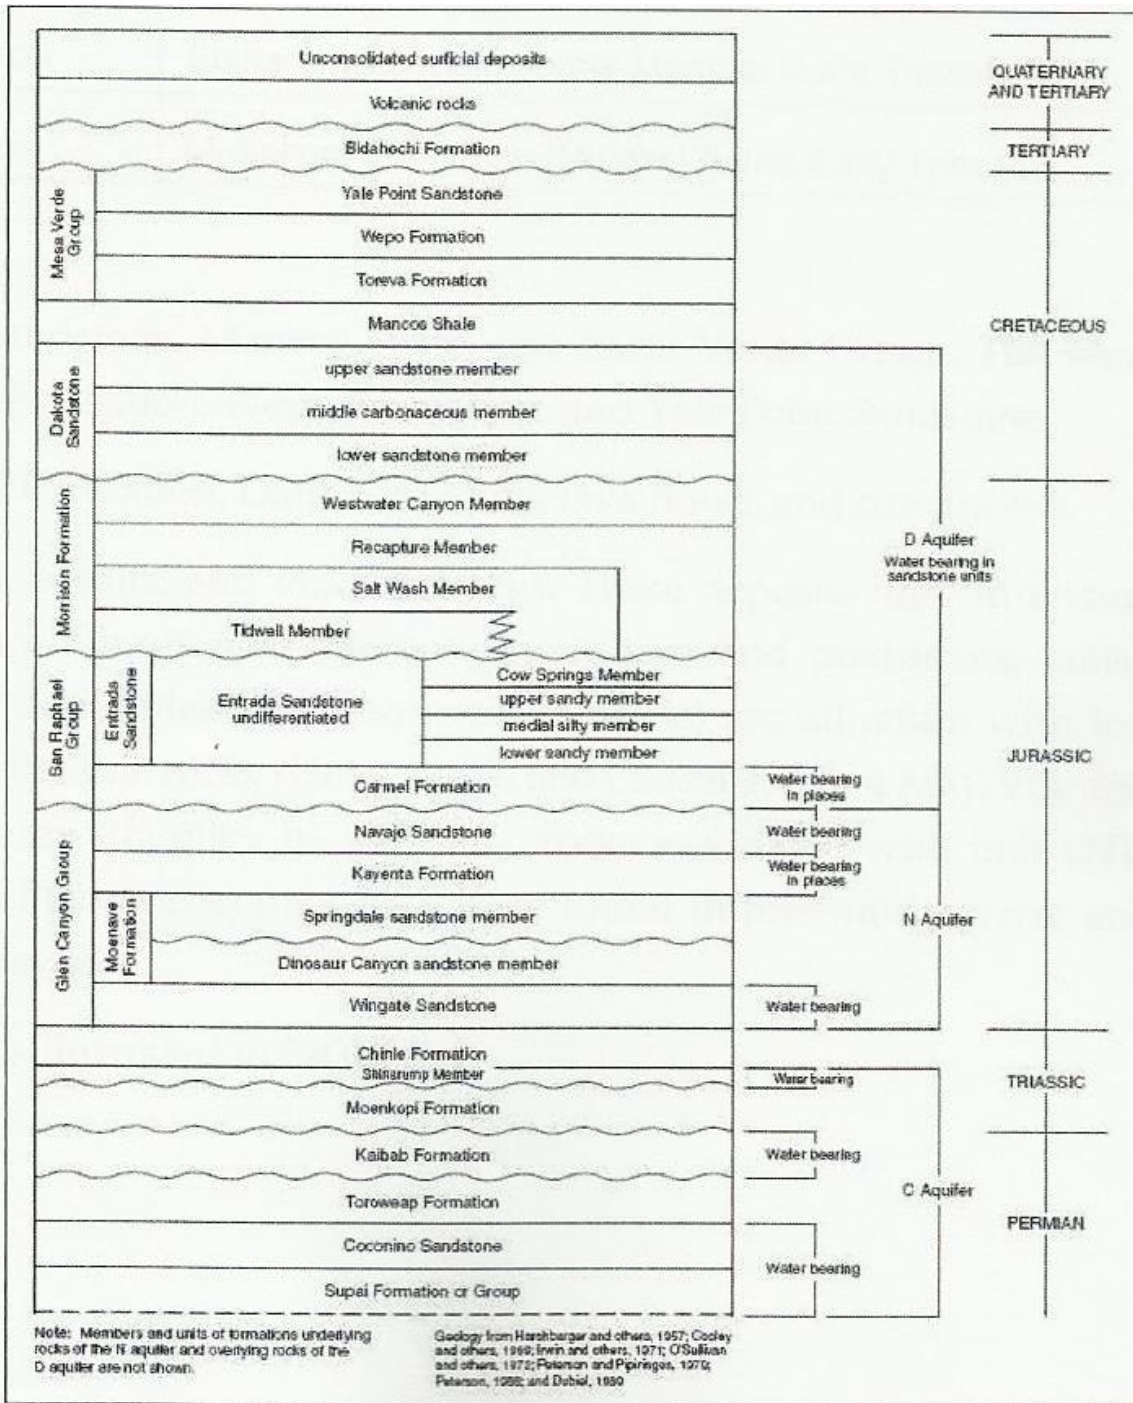 Unconsolidated surficial deposits
Volcanic rocks
Bidahochi Formation
Mesa Verde
Group
Yale Point Sandstone
Wepo Formation
Toreva Formation
Mancos Shale
Dakota
Sandstone
upper sandstone member
middle carbonaceous member
lower sandstone member
Morrison Formation
Westwater Canyon Member
Recapture Member
Salt Wash Member
Tidwell Member
San Raphael
Group
Entrada
Sandstone
Entrada Sandstone
undifferentiated
Cow Springs Member
upper sandy member
medial silty member
lower sandy member
Carmel Formation
Glen Canyon Group
Navajo Sandstone
Kayenta Formation
Moenave
Formation
Springdale sandstone member
Dinosaur Canyon sandstone member
Wingate Sandstone
Chinle Formation
Shinarump Member
Moenkopi Formation
Kaibab Formation
Toroweap Formation
Coconino Sandstone
Supai Formation or Group
Water bearing
in places
Water bearing
Water bearing
in places
Water bearing
Water bearing
Water bearing
Water bearing
D Aquifer
Water bearing in
sandstone units
N Aquifer
C Aquifer
QUATERNARY
AND TERTIARY
TERTIARY
CRETACEOUS
JURASSIC
TRIASSIC
PERMIAN
Note: Members and units of formations underlying
rocks of the N aquifer and overlying rocks of the
D aquifer are not shown.
Geology from Harshbarger and others, 1957; Cooley
and others, 1969; Irwin and others, 1971; O'Sullivan
and others, 1972; Peterson and Pipiringos, 1979;
Peterson, 1988; and Dubiel, 1989